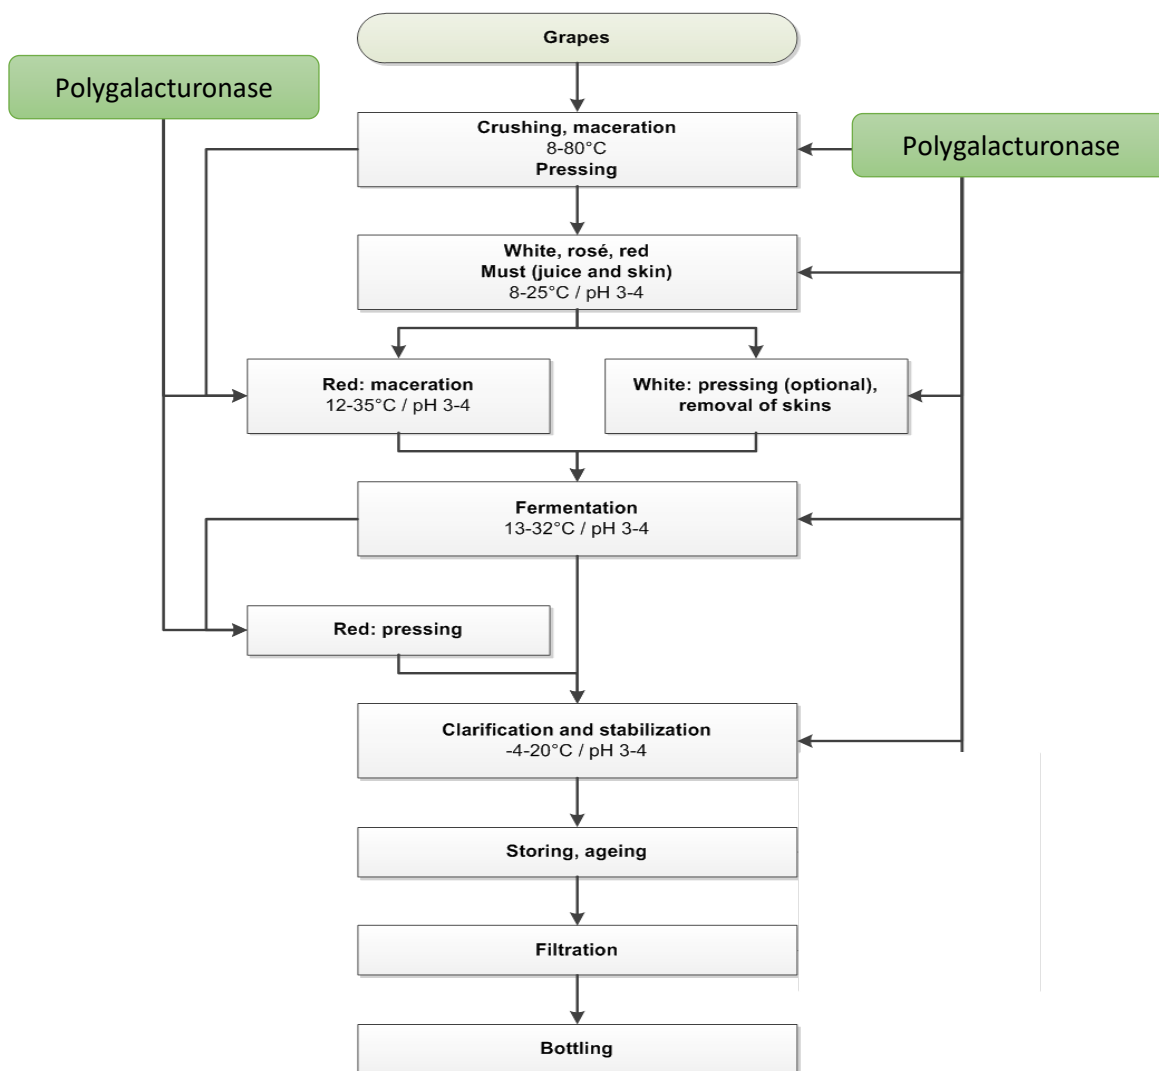 Grapes
Polygalacturonase
Crushing, maceration
8-80°C
Pressing
Polygalacturonase
White, rosé, red
Must (juice and skin)
8-25°C / pH 3-4
Red: maceration
12-35°C / pH 3-4
White: pressing (optional),
removal of skins
Fermentation
13-32°C / pH 3-4
Red: pressing
Clarification and stabilization
-4-20°C / pH 3-4
Storing, ageing
Filtration
Bottling